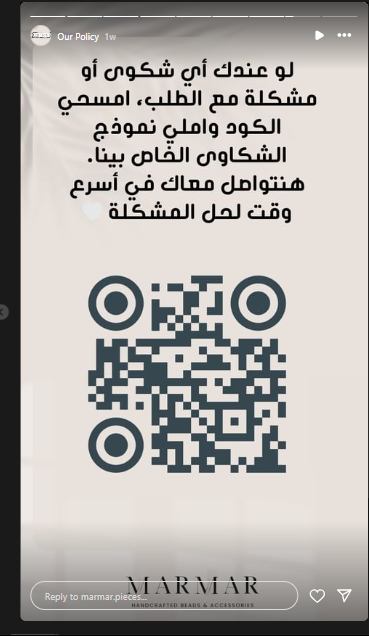 Our Policy 1w
لو عندك أي شكوى أو
مشكلة مع الطلب، امسحي
الكود واملي نموذج
الشكاوى الخاص بينا.
هنتواصل معاك في أسرع
وقت لحل المشكلة 🤍
MARMAR
Reply to marmar.pieces...
HANDCRAFTED BEADS & ACCESSORIES